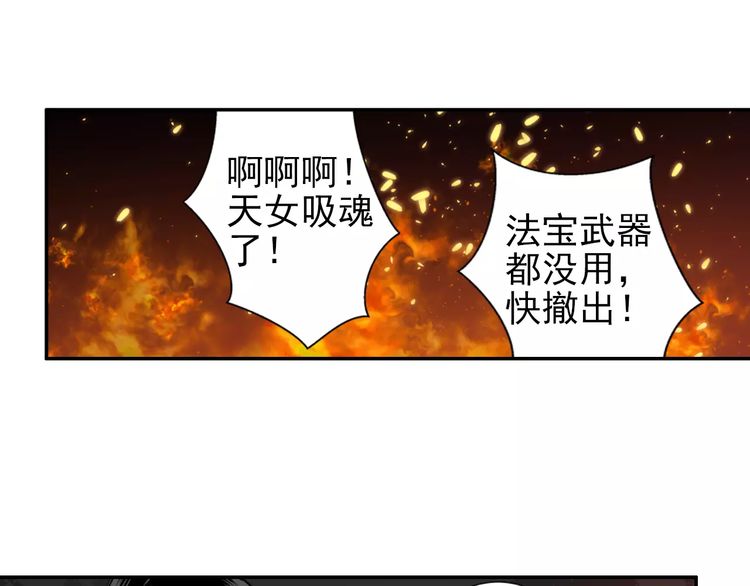 啊啊啊！
天女吸魂
了！
法宝武器
都没用，
快撤出！